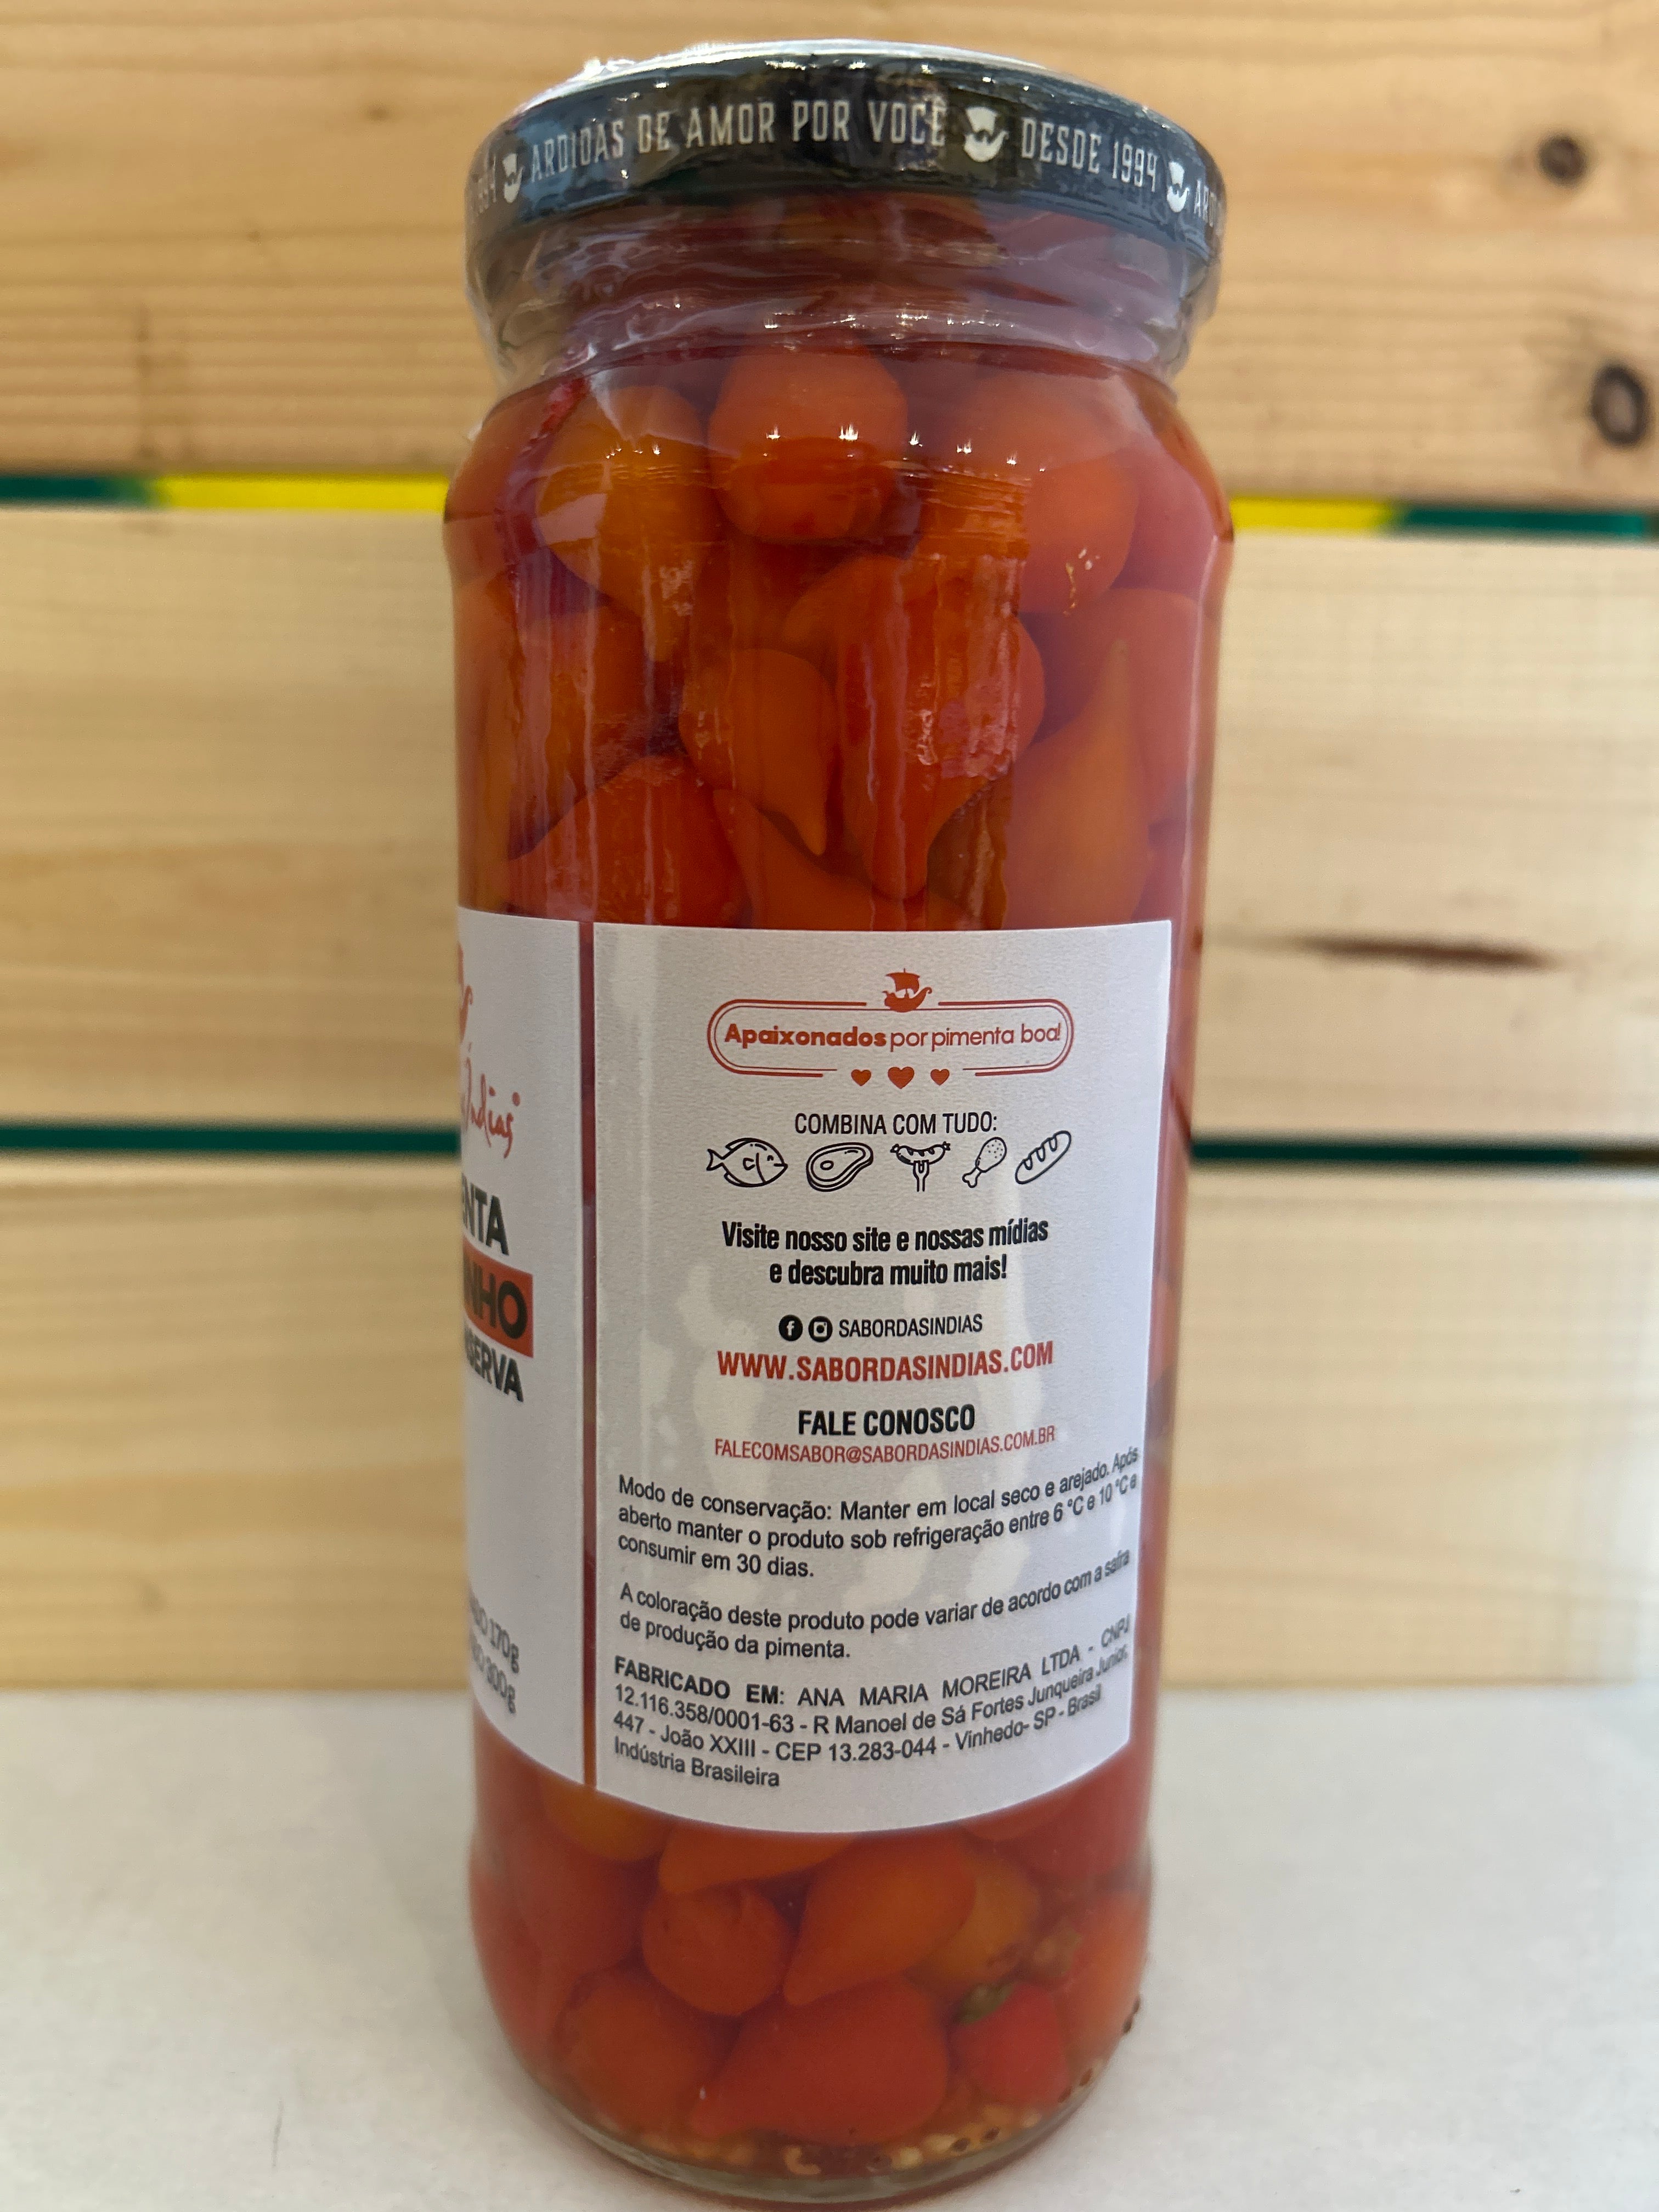 ARDIDAS DE AMOR POR VOCÊ DESDE 1994
Índias
ENTA
INHO
SERVA
170g
300g
Apaixonados por pimenta boa!
COMBINA COM TUDO:
Visite nosso site e nossas mídias
e descubra muito mais!
SABORDASINDIAS
WWW.SABORDASINDIAS.COM
FALE CONOSCO
FALECOMSABOR@SABORDASINDIAS.COM.BR
Modo de conservação: Manter em local seco e arejado. Após
aberto manter o produto sob refrigeração entre 6 °C e 10 °C e
consumir em 30 dias.
A coloração deste produto pode variar de acordo com a safra
de produção da pimenta.
FABRICADO EM: ANA MARIA MOREIRA LTDA - CNPJ
12.116.358/0001-63 - R Manoel de Sá Fortes Junqueira Junior,
447 - João XXIII - CEP 13.283-044 - Vinhedo- SP - Brasil
Indústria Brasileira